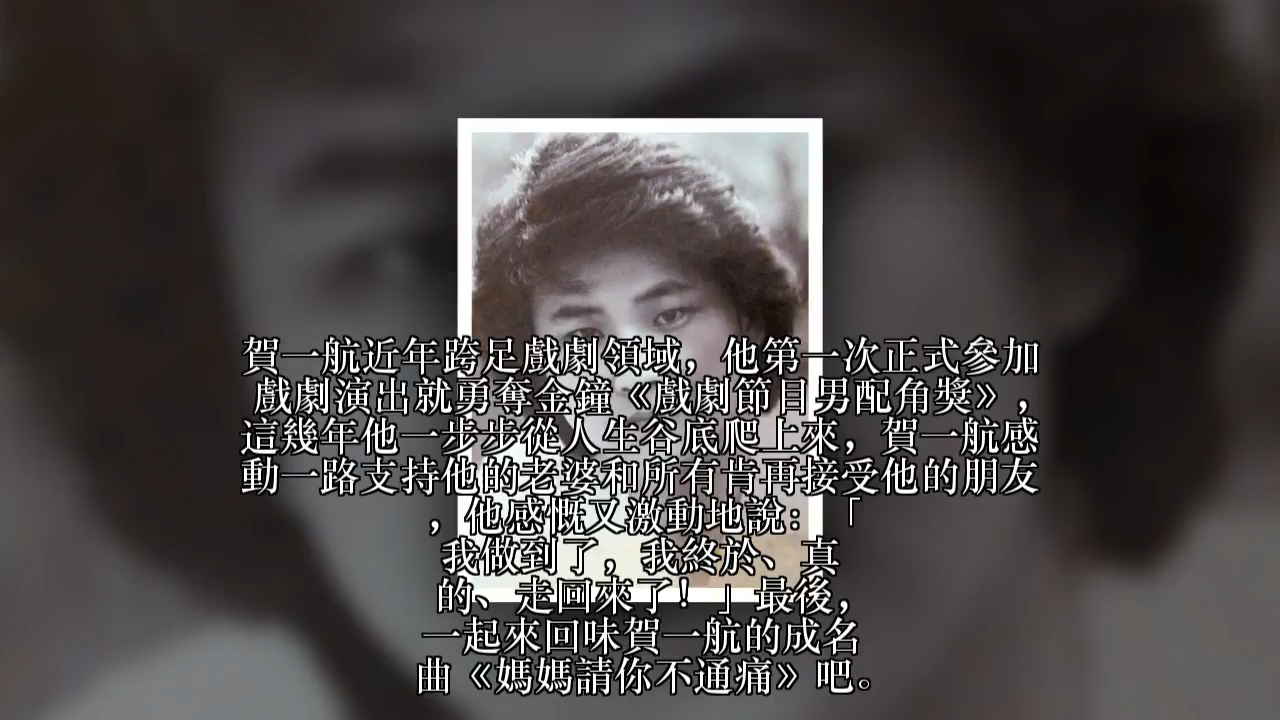 賀一航近年跨足戲劇領域，他第一次正式參加
戲劇演出就勇奪金鐘《戲劇節目男配角獎》，
這幾年他一步步從人生谷底爬上來，賀一航感
動一路支持他的老婆和所有肯再接受他的朋友
，他感慨又激動地說：「
我做到了，我終於、真
的、走回來了！」最後，
一起來回味賀一航的成名
曲《媽媽請你不通痛》吧。